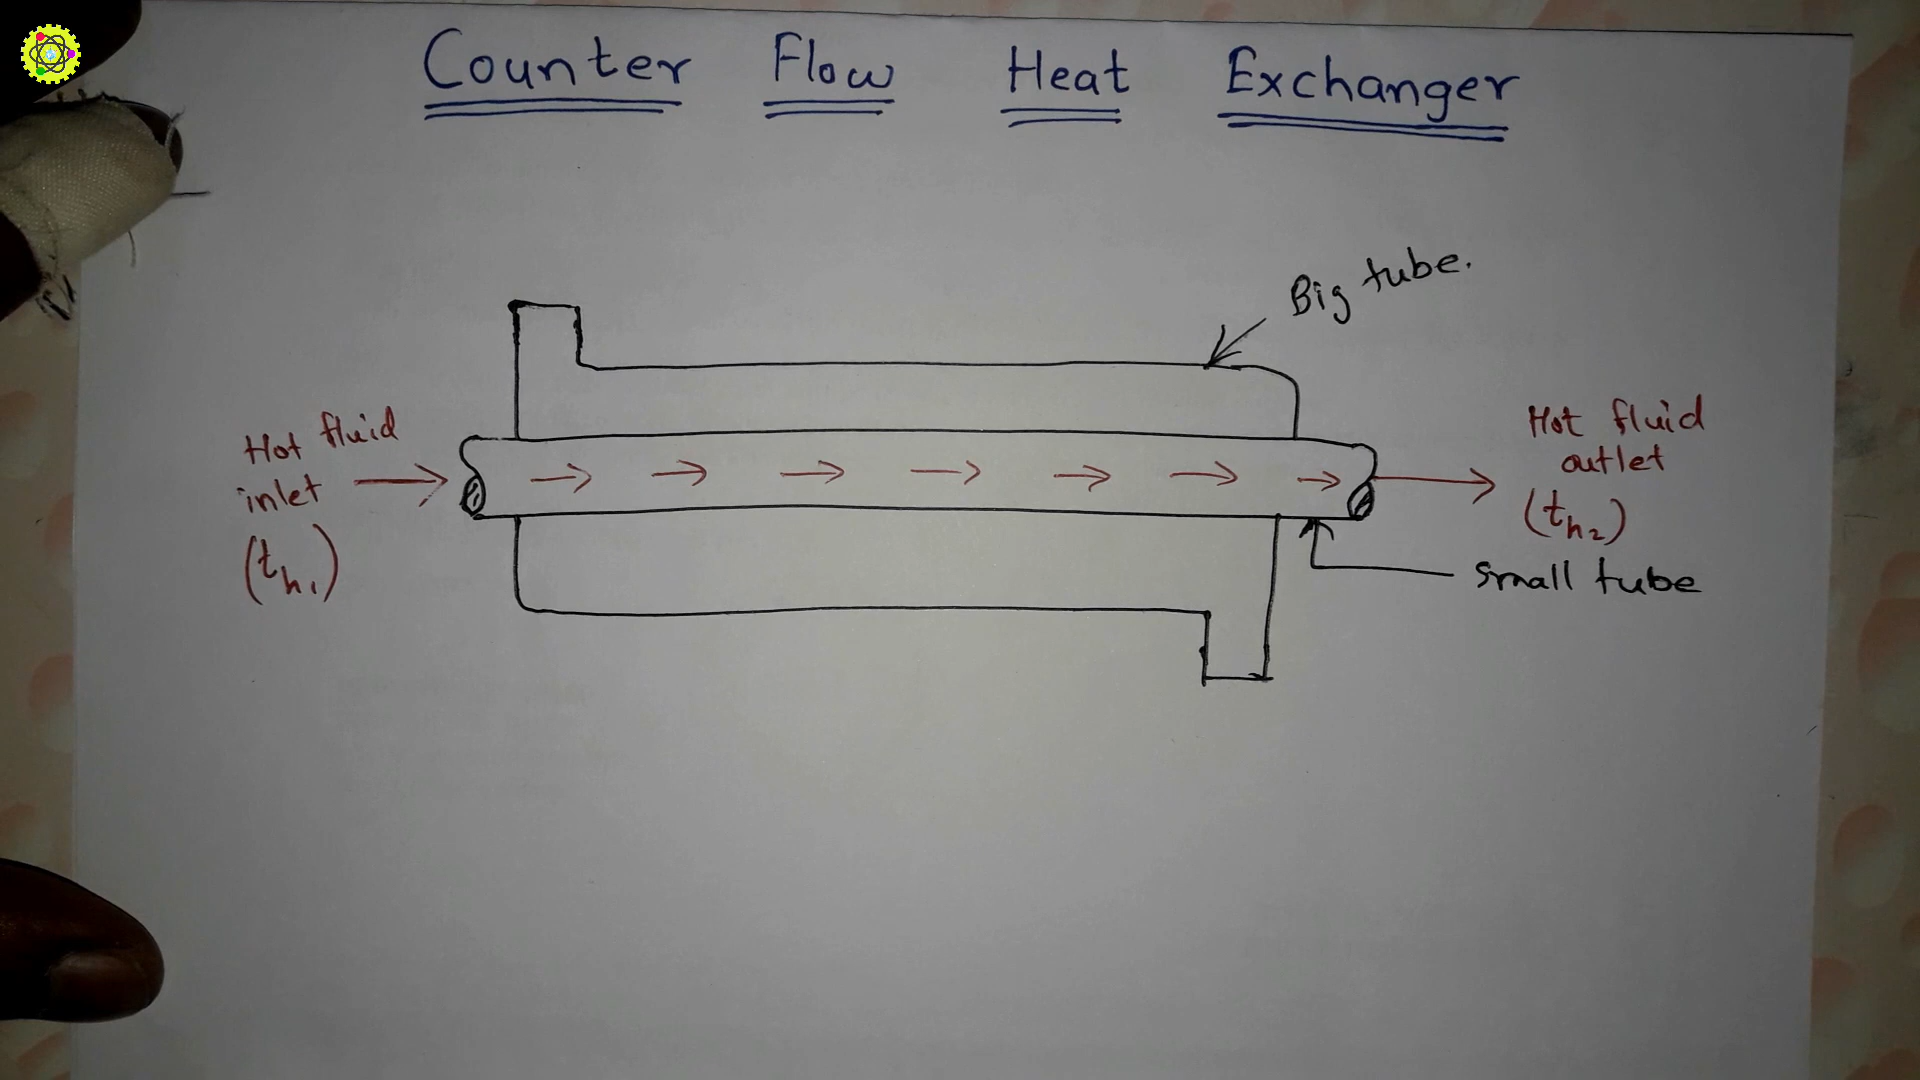 Counter Flow Heat Exchanger
Big tube.
Hot fluid
inlet
(th1)
Hot fluid
outlet
(th2)
Small tube